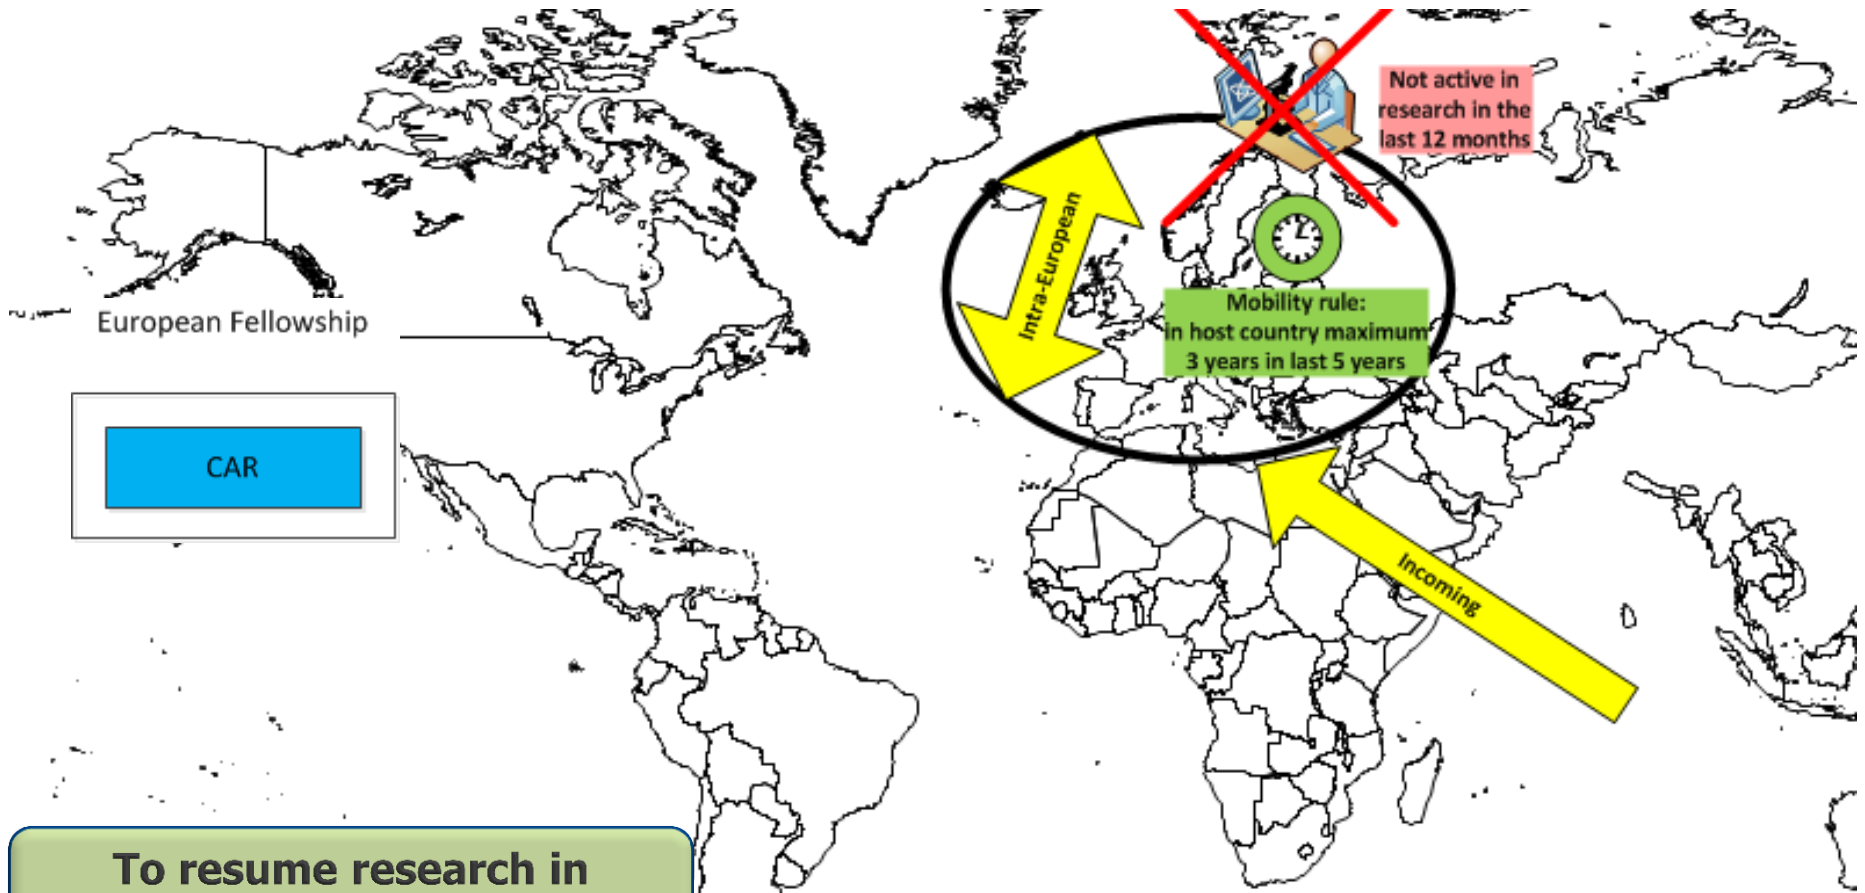 Not active in
research in the
last 12 months
Intra-European
Mobility rule:
in host country maximum
3 years in last 5 years
European Fellowship
CAR
Incoming
To resume research in